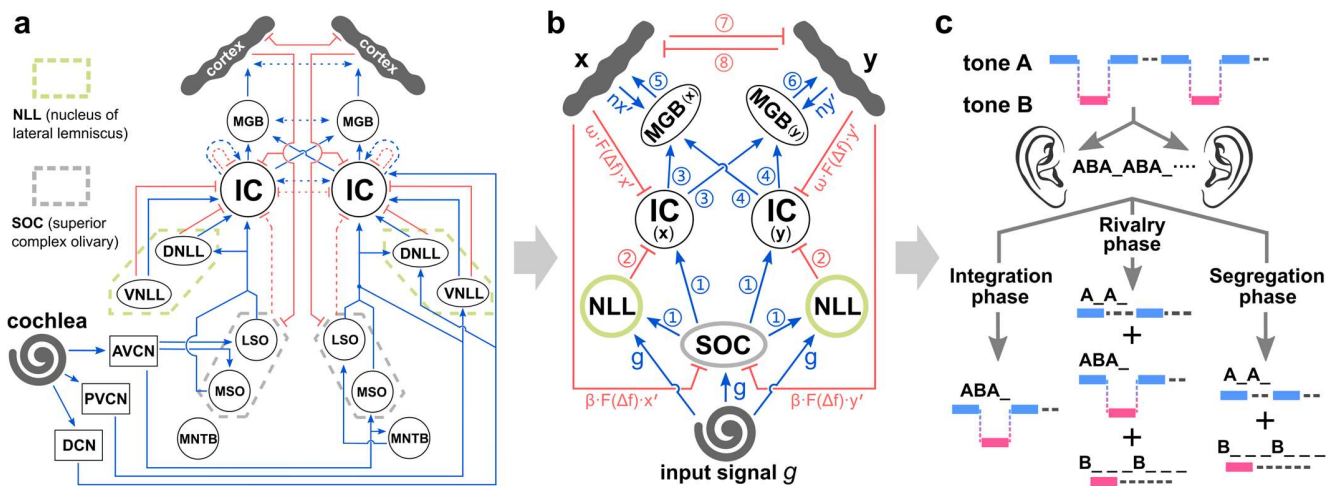 a
cortex
cortex
NLL (nucleus of
lateral lemniscus)
SOC (superior
complex olivary)
MGB
MGB
IC
IC
DNLL
DNLL
VNLL
VNLL
cochlea
LSO
LSO
AVCN
MSO
MSO
PVCN
MNTB
MNTB
DCN
b
x
y
⑦
⑧
⑤
⑥
nx′
ny′
MGB(x)
MGB(y)
ω·F(Δf)·x′
ω·F(Δf)·y′
③
④
③
④
IC
(x)
IC
(y)
②
②
①
①
NLL
NLL
①
①
SOC
g
g
g
β·F(Δf)·x′
β·F(Δf)·y′
input signal g
c
tone A
tone B
ABA_ABA_ ....
Rivalry
phase
Integration
phase
Segregation
phase
A_A_
+
ABA_
+
B_ _ _B_ _ _
ABA_
A_A_
+
B_ _ _B_ _ _